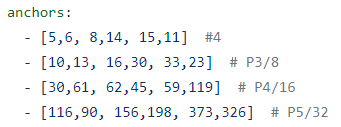 anchors:
  - [5,6, 8,14, 15,11]  #4
  - [10,13, 16,30, 33,23]  # P3/8
  - [30,61, 62,45, 59,119]  # P4/16
  - [116,90, 156,198, 373,326]  # P5/32